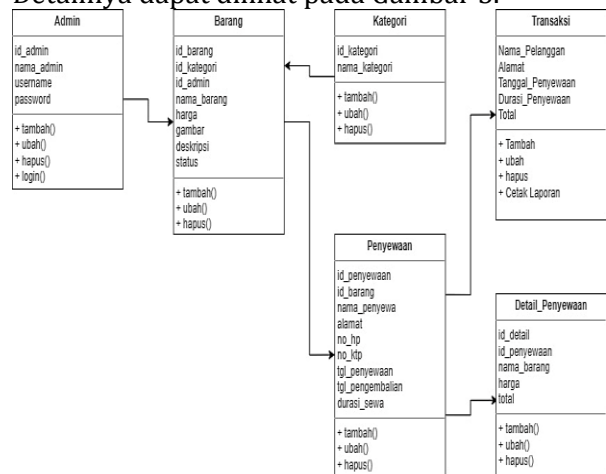 Detailnya dapat dilihat pada Gambar 3.
Admin
id_admin
nama_admin
username
password
+ tambah()
+ ubah()
+ hapus()
+ login()
Barang
id_barang
id_kategori
id_admin
nama_barang
harga
gambar
deskripsi
status
+ tambah()
+ ubah()
+ hapus()
Kategori
id_kategori
nama_kategori
+ tambah()
+ ubah()
+ hapus()
Transaksi
Nama_Pelanggan
Alamat
Tanggal_Penyewaan
Durasi_Penyewaan
Total
+ Tambah
+ ubah
+ hapus
+ Cetak Laporan
Penyewaan
id_penyewaan
id_barang
nama_penyewa
alamat
no_hp
no_ktp
tgl_penyewaan
tgl_pengembalian
durasi_sewa
+ tambah()
+ ubah()
+ hapus()
Detail_Penyewaan
id_detail
id_penyewaan
nama_barang
harga
total
+ tambah()
+ ubah()
+ hapus()